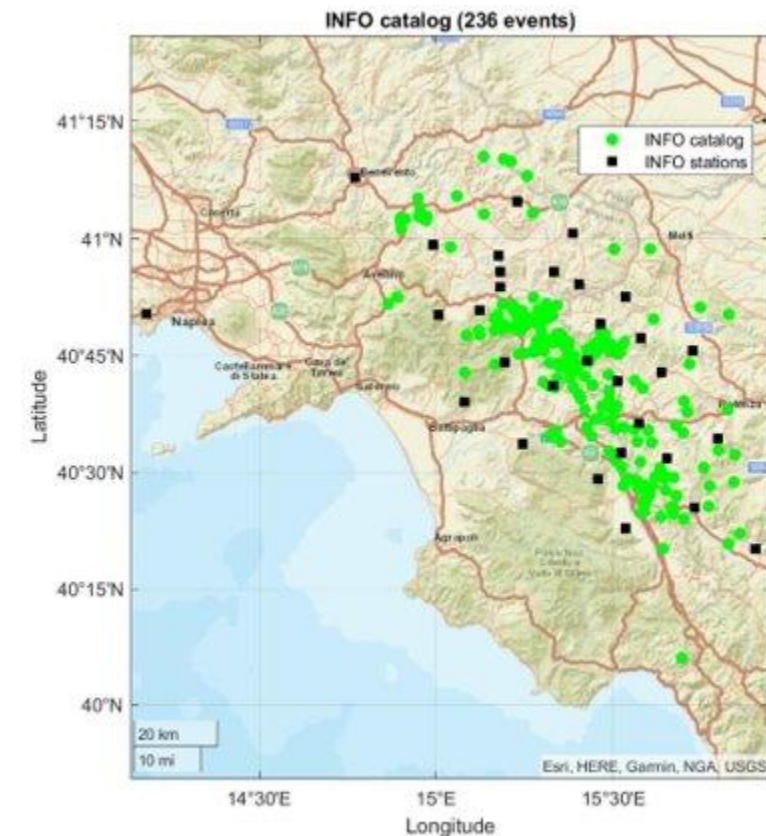 INFO catalog (236 events)
41°15'N
INFO catalog
INFO stations
Benevento
Caserta
41°N
Melfi
Avellino
Naples
40°45'N
Castellammare
di Stabia
Salerno
Potenza
Battipaglia
Latitude
40°30'N
Agropoli
40°15'N
40°N
20 km
10 mi
Esri, HERE, Garmin, NGA, USGS
14°30'E
15°E
15°30'E
Longitude